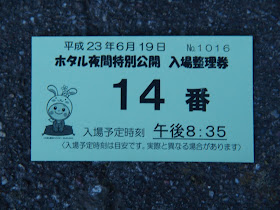 平成23年6月19日 No.1016
ホタル夜間特別公開 入場整理券
14番
入場予定時刻 午後8:35
(入場予定時刻は目安です。実際と異なる場合があります)